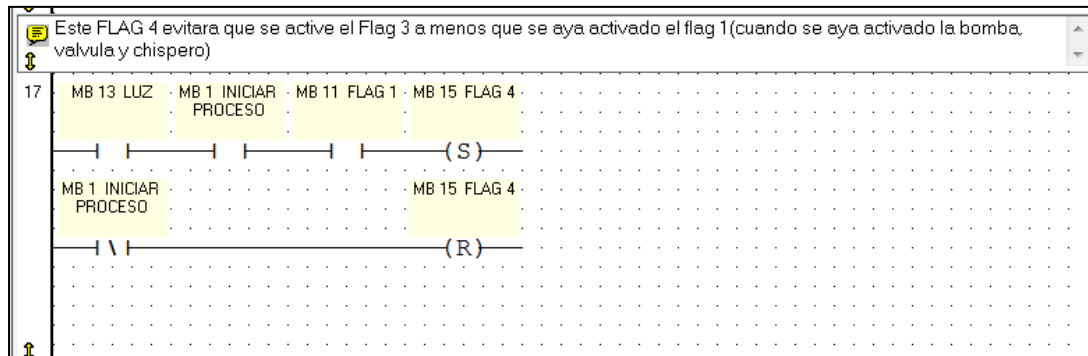 Este FLAG 4 evitara que se active el Flag 3 a menos que se aya activado el flag 1(cuando se aya activado la bomba,
valvula y chispero)
17 MB 13 LUZ MB 1 INICIAR MB 11 FLAG 1 MB 15 FLAG 4
PROCESO
(S)
MB 1 INICIAR MB 15 FLAG 4
PROCESO
(R)